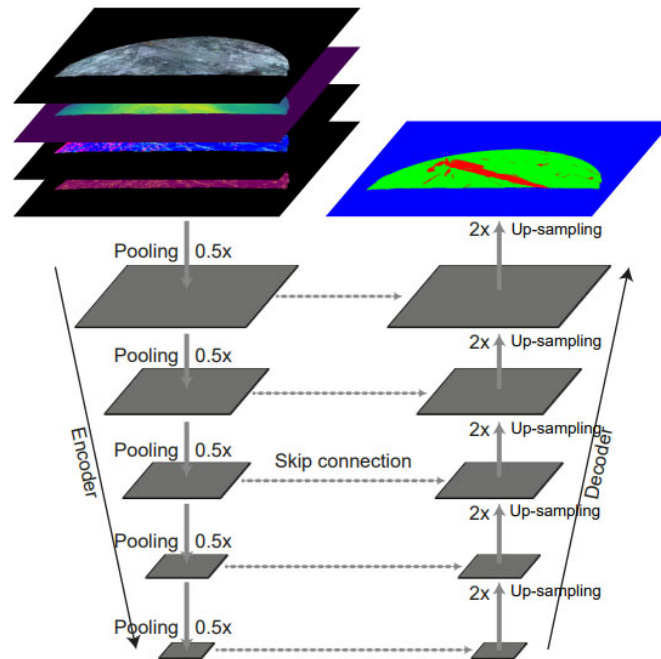 Pooling 0.5x 2x Up-sampling
Pooling 0.5x 2x Up-sampling
Pooling 0.5x 2x Up-sampling
Encoder
Skip connection
Decoder
Pooling 0.5x 2x Up-sampling
Pooling 0.5x 2x Up-sampling